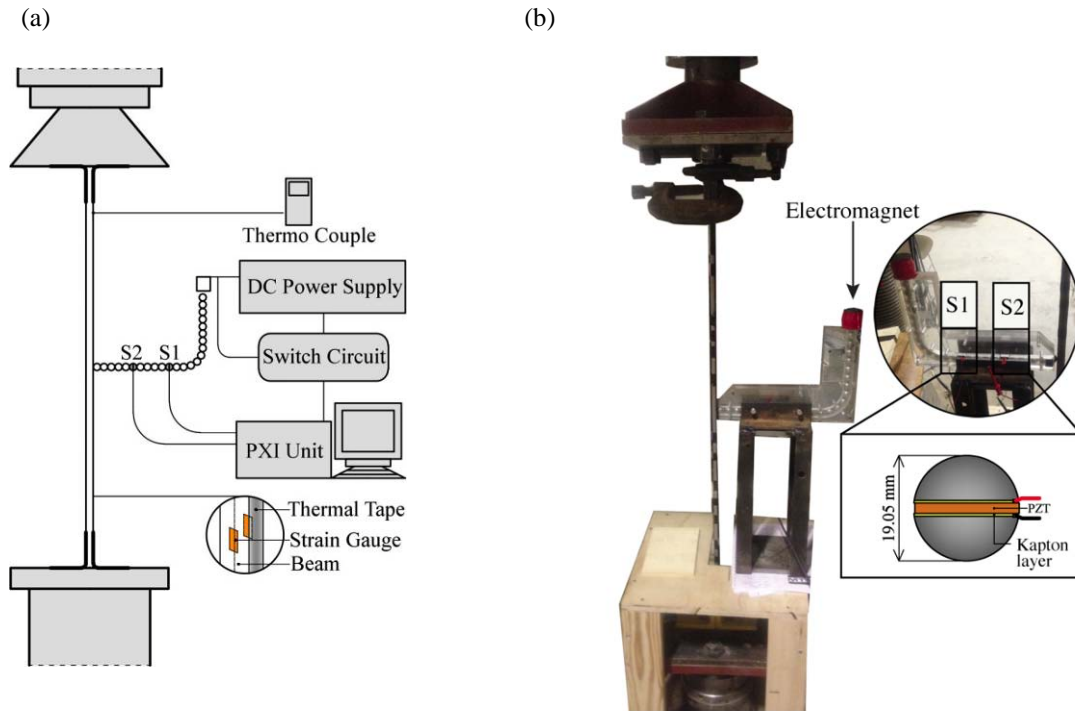 (a)
(b)
Thermo Couple
DC Power Supply
S2 S1
Switch Circuit
PXI Unit
Thermal Tape
Strain Gauge
Beam
Electromagnet
S1 S2
19.05 mm
PZT
Kapton
layer